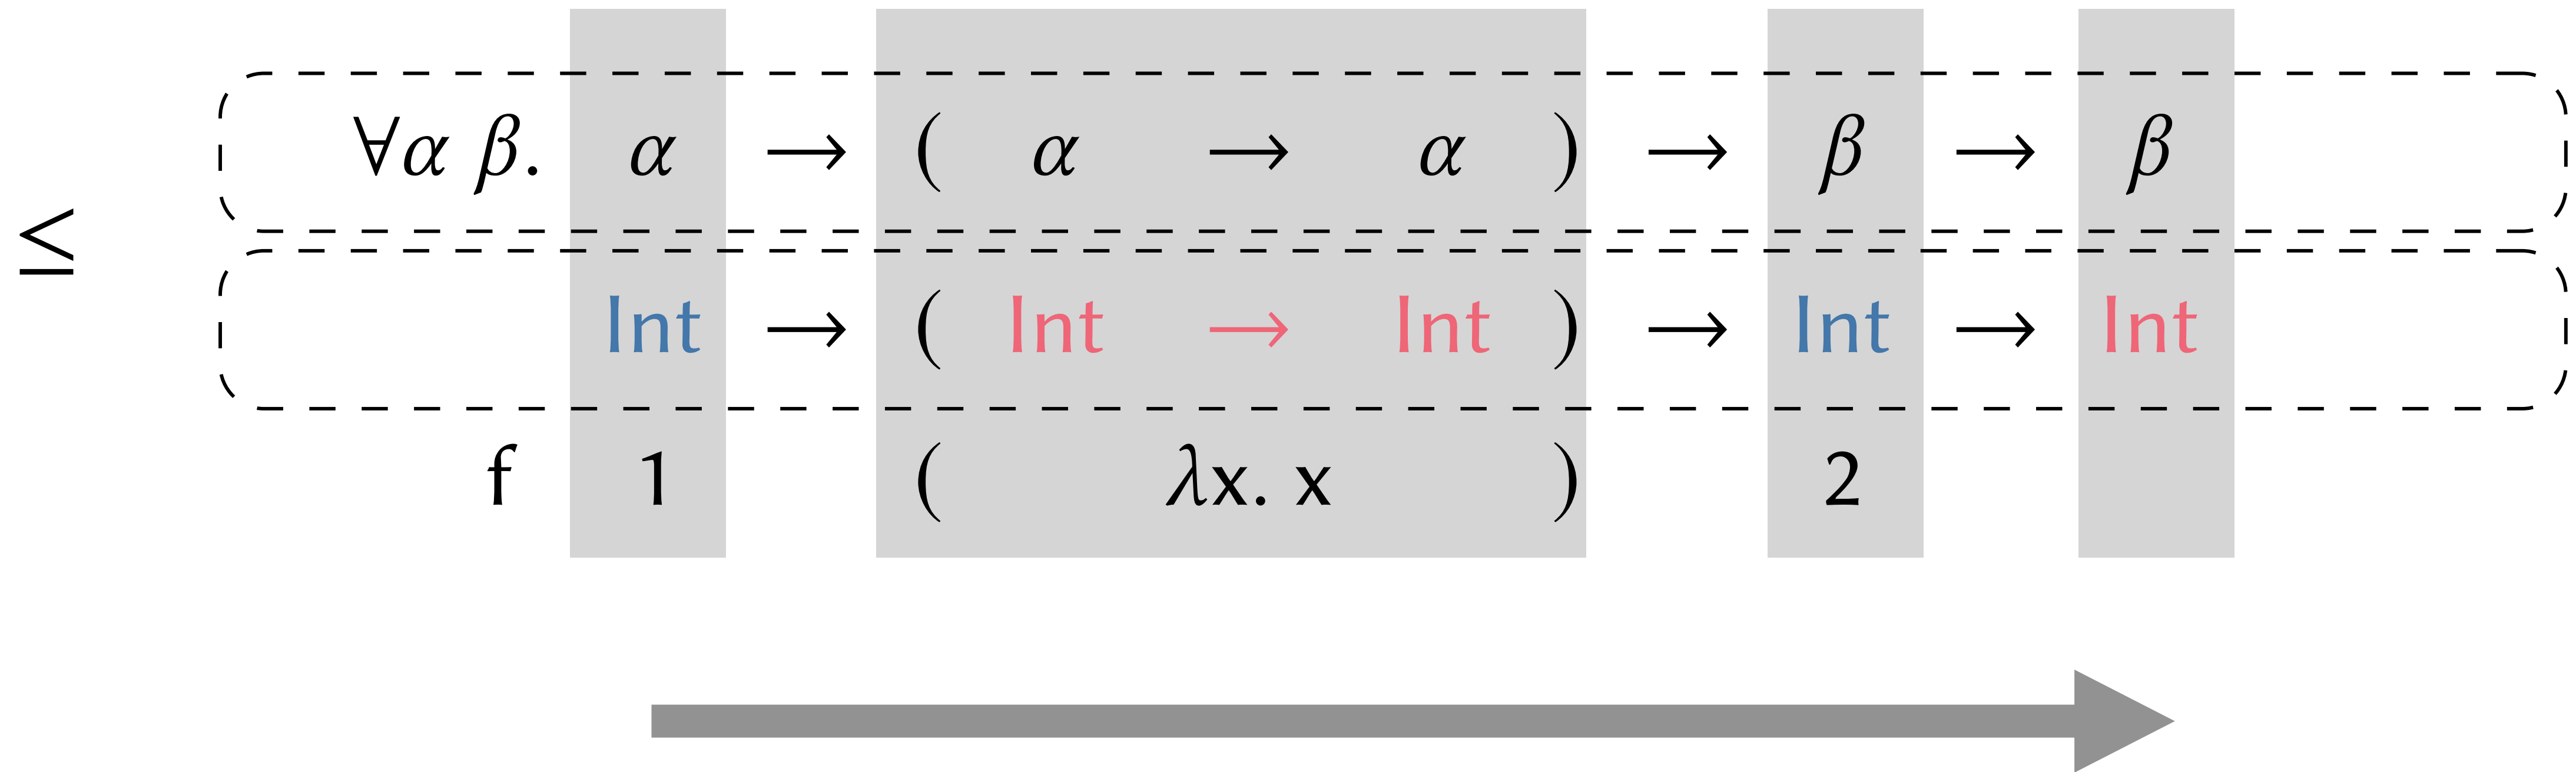 ≤
∀α β. α → ( α → α ) → β → β
Int → ( Int → Int ) → Int → Int
f 1 ( λx. x ) 2